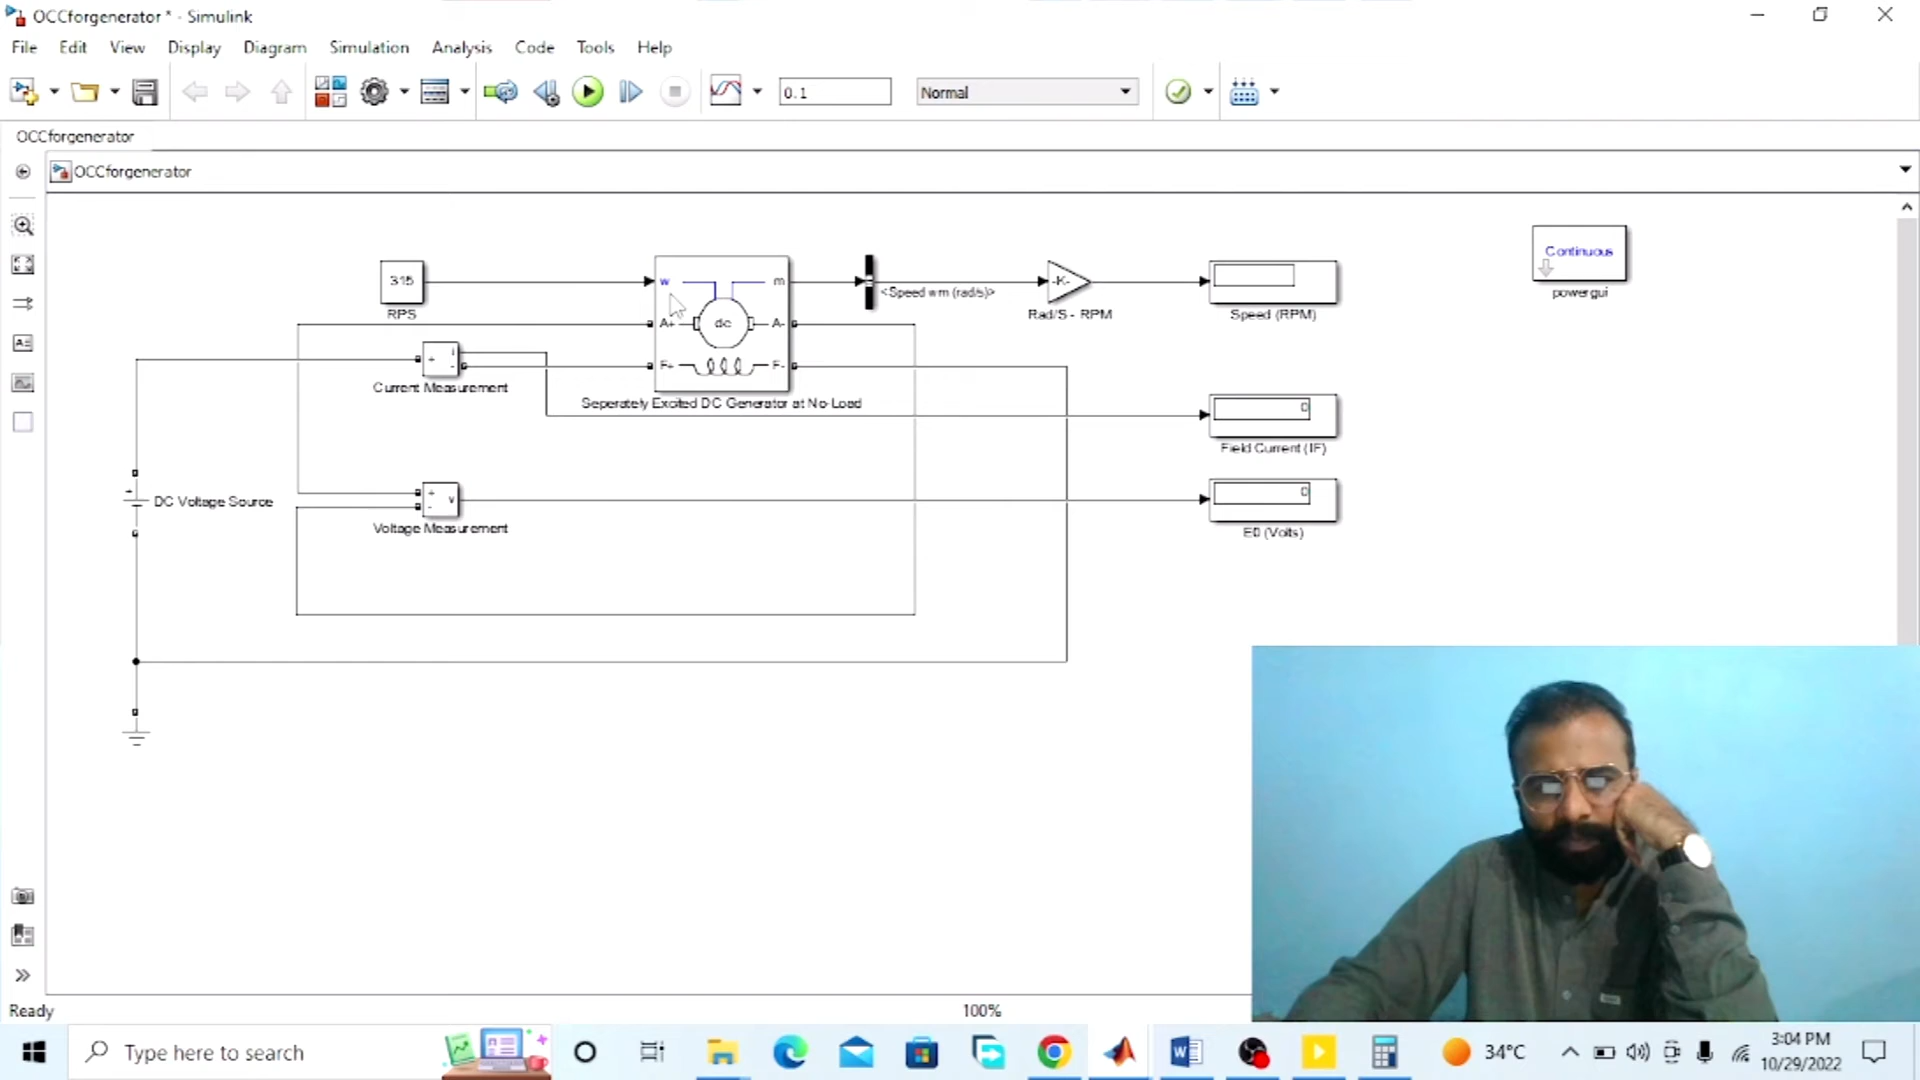 OCCforgenerator * - Simulink
File Edit View Display Diagram Simulation Analysis Code Tools Help
0.1 Normal
OCCforgenerator
OCCforgenerator
315
RPS
w m
A+ dc A-
F+ F-
Seperately Excited DC Generator at No-Load
<Speed wm (rad/s)>
-K-
Rad/S - RPM
Speed (RPM)
Continuous
powergui
+ i
-
Current Measurement
0
Field Current (IF)
+
DC Voltage Source
+ v
-
Voltage Measurement
0
E0 (Volts)
Ready 100%
Type here to search
34°C
3:04 PM
10/29/2022